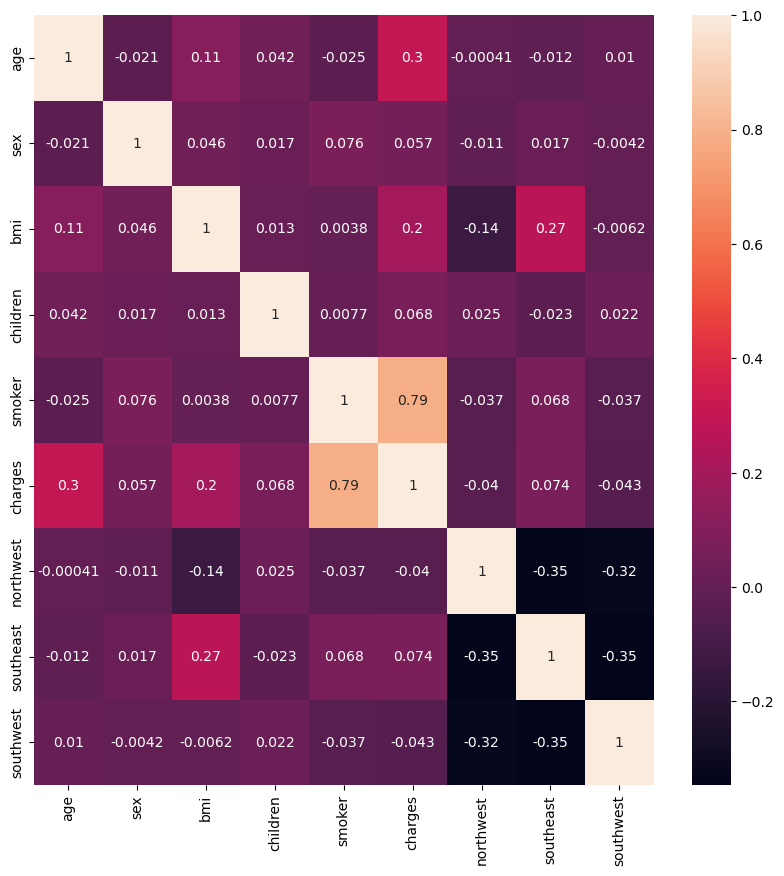 age 1 -0.021 0.11 0.042 -0.025 0.3 -0.00041 -0.012 0.01
sex -0.021 1 0.046 0.017 0.076 0.057 -0.011 0.017 -0.0042
bmi 0.11 0.046 1 0.013 0.0038 0.2 -0.14 0.27 -0.0062
children 0.042 0.017 0.013 1 0.0077 0.068 0.025 -0.023 0.022
smoker -0.025 0.076 0.0038 0.0077 1 0.79 -0.037 0.068 -0.037
charges 0.3 0.057 0.2 0.068 0.79 1 -0.04 0.074 -0.043
northwest -0.00041 -0.011 -0.14 0.025 -0.037 -0.04 1 -0.35 -0.32
southeast -0.012 0.017 0.27 -0.023 0.068 0.074 -0.35 1 -0.35
southwest 0.01 -0.0042 -0.0062 0.022 -0.037 -0.043 -0.32 -0.35 1
age sex bmi children smoker charges northwest southeast southwest
1.0
0.8
0.6
0.4
0.2
0.0
−0.2